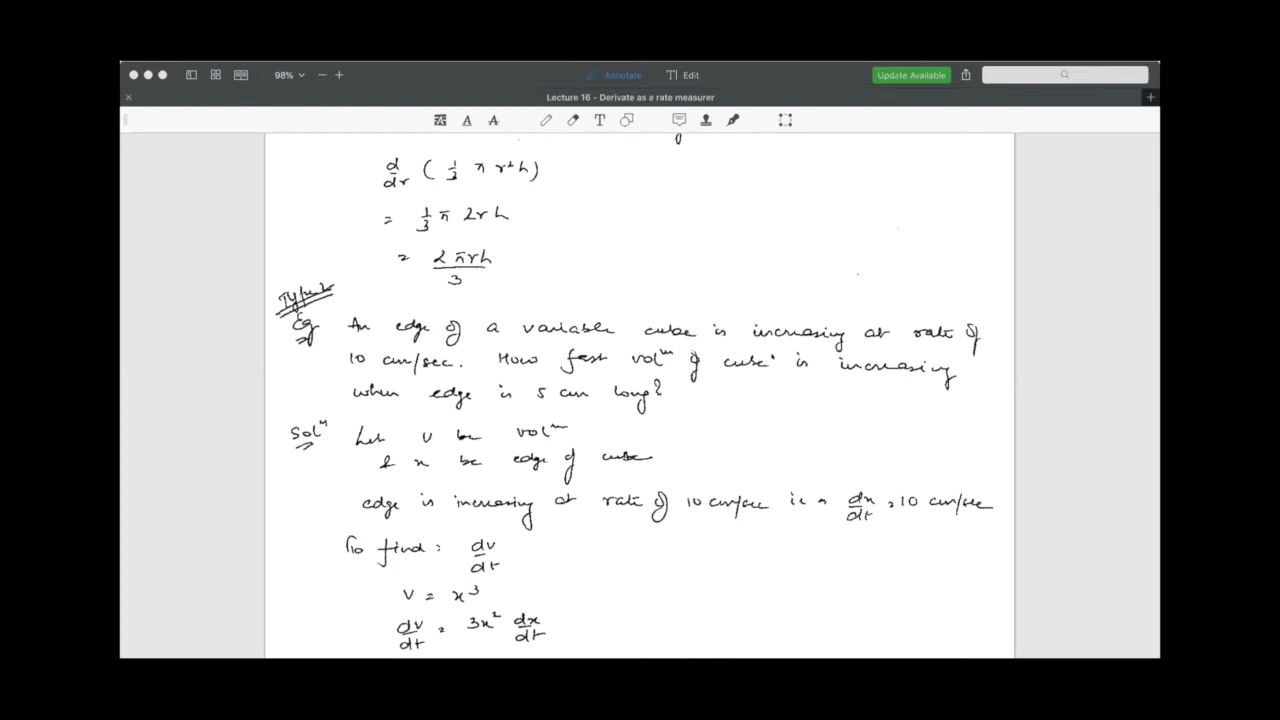 98%
Annotate
Edit
Update Available
Lecture 16 - Derivate as a rate measurer
d/dr (1/3 π r²h)
= 1/3 π 2rh
= 2πrh/3
Type 2
Eg An edge of a variable cube is increasing at rate of
10 cm/sec. How fast volᵐ of cube is increasing
when edge is 5 cm long?
Solⁿ Let v be volᵐ
& x be edge of cube
edge is increasing at rate of 10 cm/sec ie dx/dt = 10 cm/sec
To find: dv/dt
v = x³
dv/dt = 3x² dx/dt